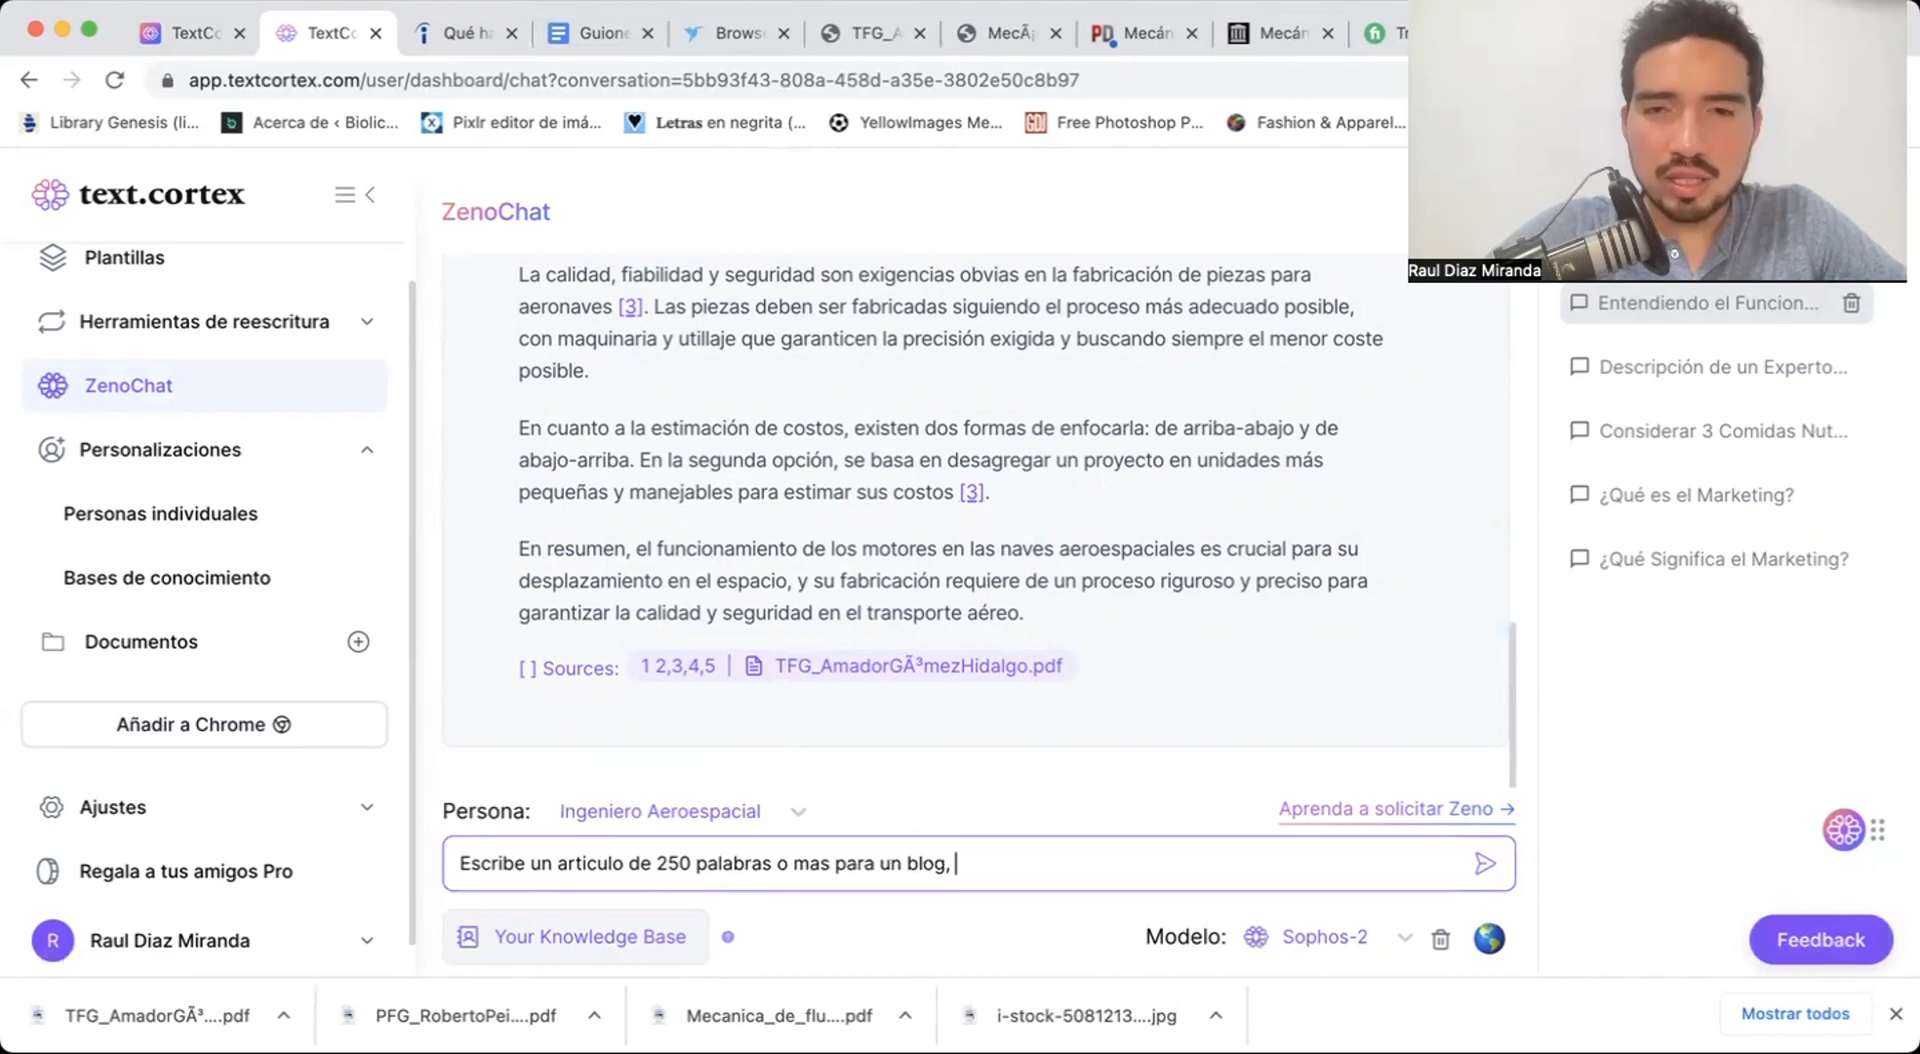 TextCo
TextCo
Qué ha
Guione
Brows
TFG_A
MecÃ¡
PD Mecán
Mecán
Tr
app.textcortex.com/user/dashboard/chat?conversation=5bb93f43-808a-458d-a35e-3802e50c8b97
Library Genesis (li...
Acerca de ‹ Biolic...
Pixlr editor de imá...
Letras en negrita (...
YellowImages Me...
GD! Free Photoshop P...
Fashion & Apparel...
Raul Diaz Miranda
text.cortex
Plantillas
Herramientas de reescritura
ZenoChat
Personalizaciones
Personas individuales
Bases de conocimiento
Documentos
Añadir a Chrome
Ajustes
Regala a tus amigos Pro
R Raul Diaz Miranda
ZenoChat
La calidad, fiabilidad y seguridad son exigencias obvias en la fabricación de piezas para
aeronaves [3]. Las piezas deben ser fabricadas siguiendo el proceso más adecuado posible,
con maquinaria y utillaje que garanticen la precisión exigida y buscando siempre el menor coste
posible.
En cuanto a la estimación de costos, existen dos formas de enfocarla: de arriba-abajo y de
abajo-arriba. En la segunda opción, se basa en desagregar un proyecto en unidades más
pequeñas y manejables para estimar sus costos [3].
En resumen, el funcionamiento de los motores en las naves aeroespaciales es crucial para su
desplazamiento en el espacio, y su fabricación requiere de un proceso riguroso y preciso para
garantizar la calidad y seguridad en el transporte aéreo.
[ ] Sources: 1 2,3,4,5 | TFG_AmadorGÃ³mezHidalgo.pdf
Persona: Ingeniero Aeroespacial
Aprenda a solicitar Zeno →
Escribe un articulo de 250 palabras o mas para un blog,
Your Knowledge Base
Modelo: Sophos-2
Entendiendo el Funcion...
Descripción de un Experto...
Considerar 3 Comidas Nut...
¿Qué es el Marketing?
¿Qué Significa el Marketing?
Feedback
TFG_AmadorGÃ³....pdf
PFG_RobertoPei....pdf
Mecanica_de_flu....pdf
i-stock-5081213....jpg
Mostrar todos